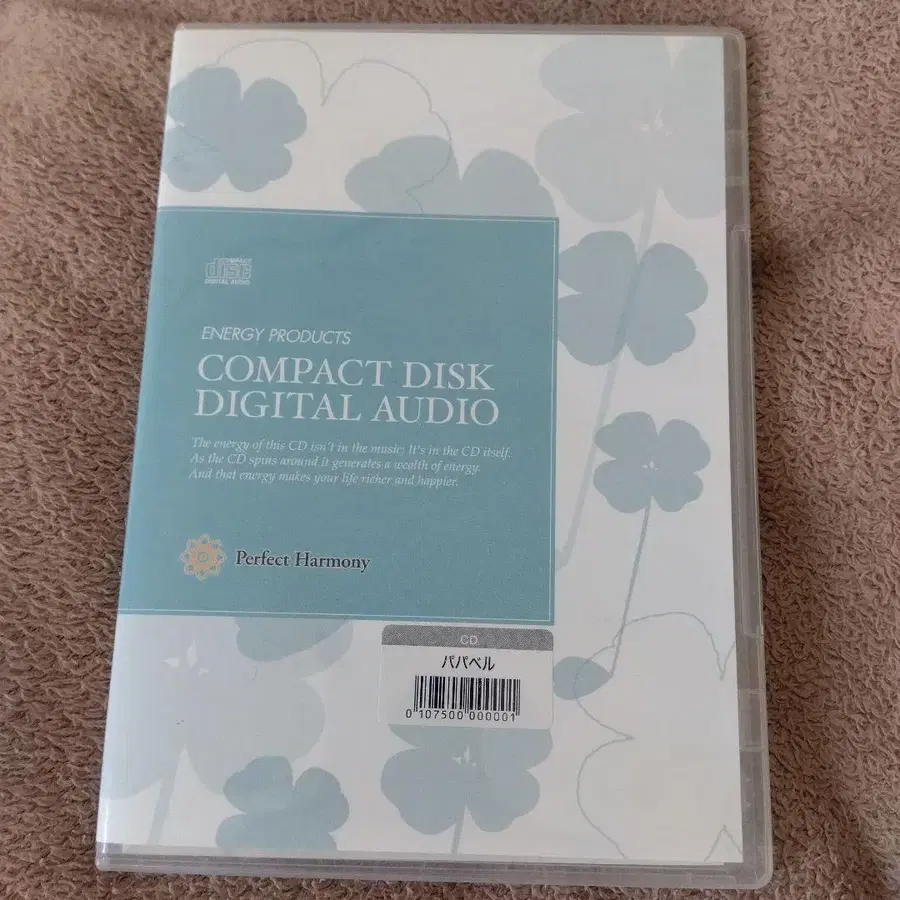 COMPACT
disc
DIGITAL AUDIO
ENERGY PRODUCTS
COMPACT DISK
DIGITAL AUDIO
The energy of this CD isn't in the music; It's in the CD itself.
As the CD spins around it generates a wealth of energy.
And that energy makes your life richer and happier.
Perfect Harmony
CD
パパベル
0 107500 000001